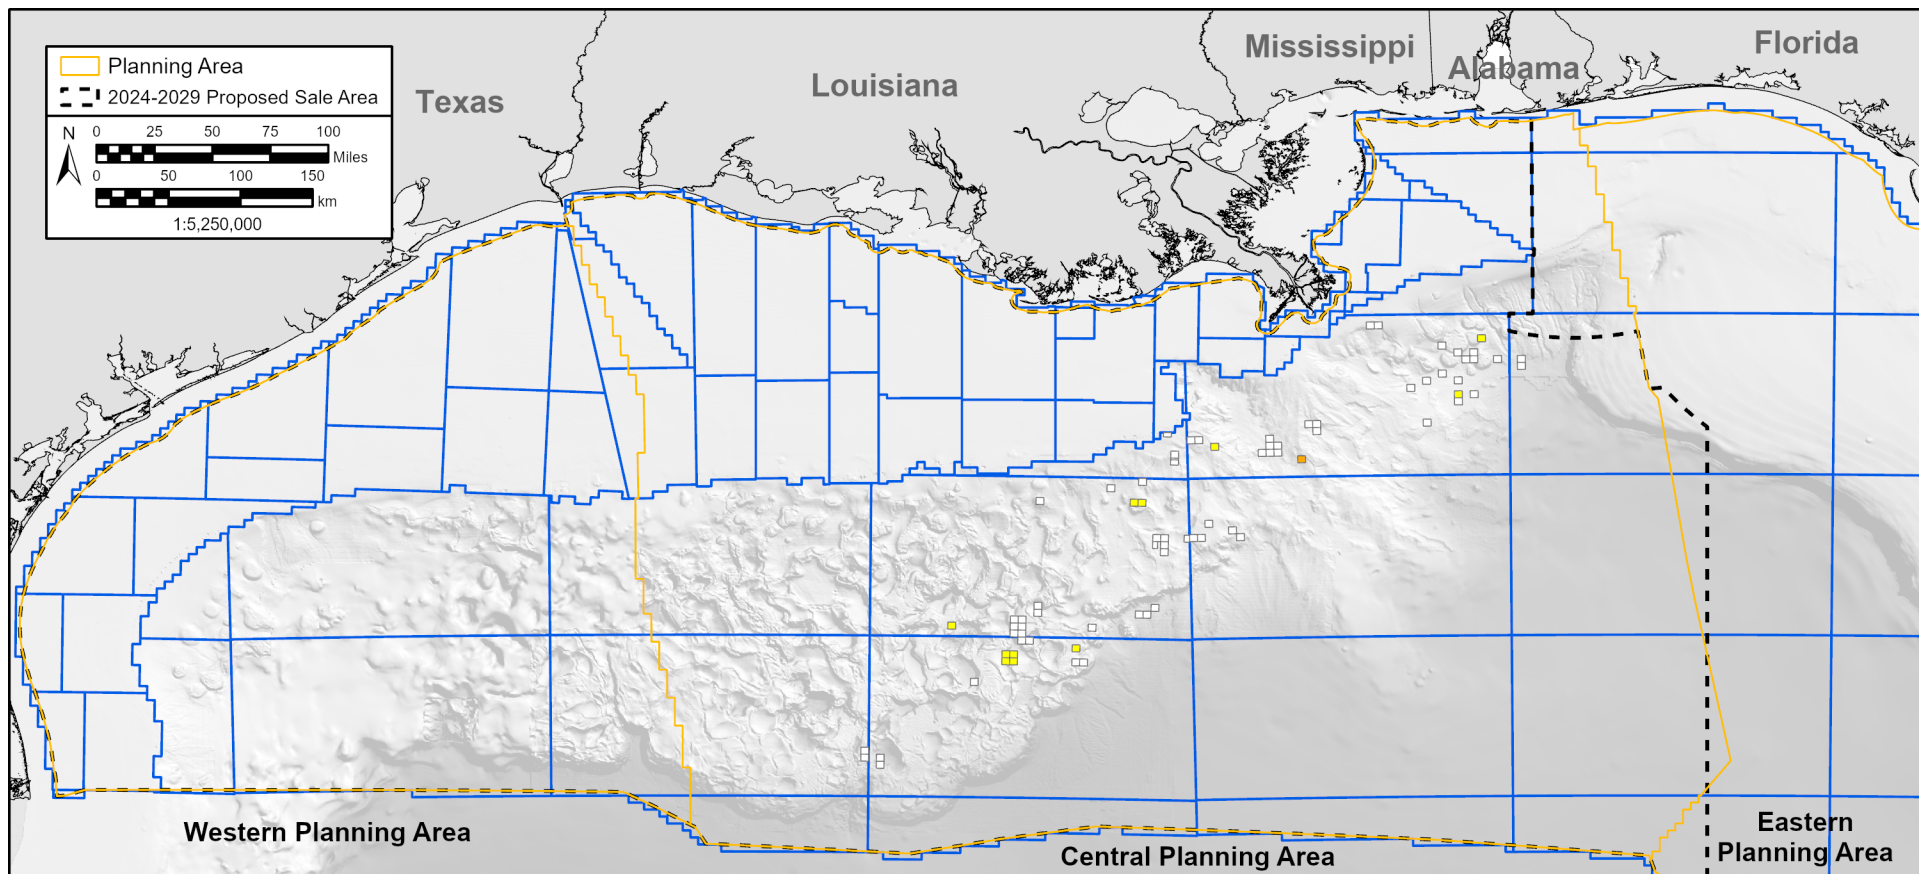 Planning Area
2024-2029 Proposed Sale Area
N
0 25 50 75 100
Miles
0 50 100 150
km
1:5,250,000
Texas
Louisiana
Mississippi
Alabama
Florida
Western Planning Area
Central Planning Area
Eastern
Planning Area